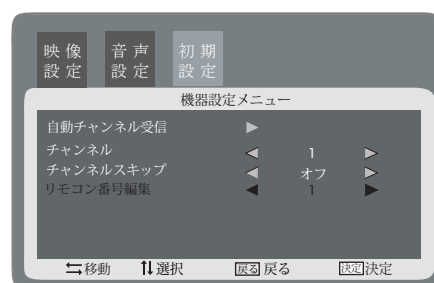 映像 音声 初期
設定 設定 設定
機器設定メニュー
自動チャンネル受信 ▶
チャンネル ◀ 1 ▶
チャンネルスキップ ◀ オフ ▶
リモコン番号編集 ◀ 1 ▶
⇆移動 ⇅選択 戻る戻る 決定決定